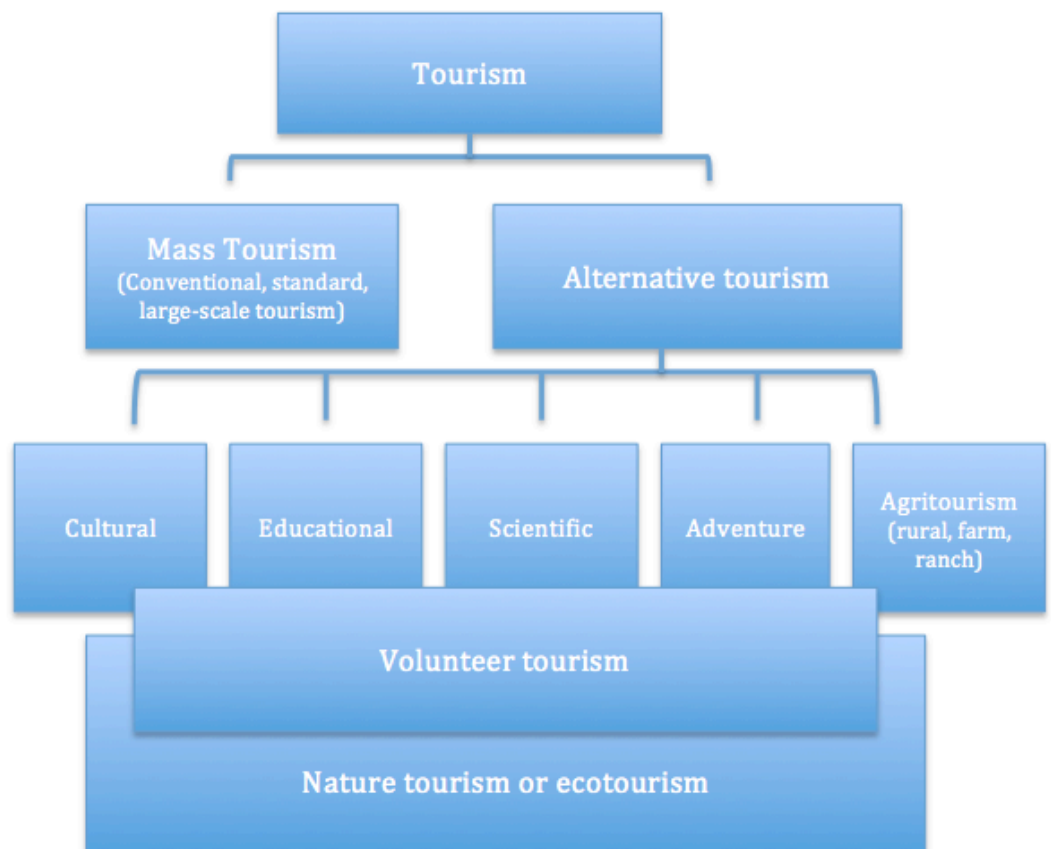 Tourism
Mass Tourism
(Conventional, standard,
large-scale tourism)
Alternative tourism
Cultural
Educational
Scientific
Adventure
Agritourism
(rural, farm,
ranch)
Volunteer tourism
Nature tourism or ecotourism